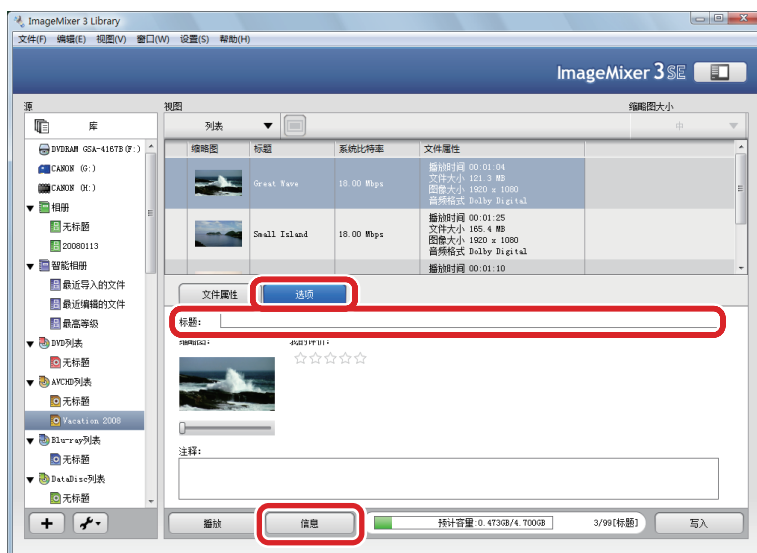 ImageMixer 3 Library
文件(F) 编辑(E) 视图(V) 窗口(W) 设置(S) 帮助(H)
ImageMixer 3 SE
源 视图 缩略图大小
库 列表 中
缩略图 标题 系统比特率 文件属性
DVDRAM GSA-4167B(F:)
CANON (G:)
CANON (H:)
相册
无标题
20080113
智能相册
最近导入的文件
最近编辑的文件
最高等级
DVD列表
无标题
AVCHD列表
无标题
Vacation 2008
Blu-ray列表
无标题
DataDisc列表
无标题
Great Wave 18.00 Mbps
播放时间 00:01:04
文件大小 121.3 MB
图像大小 1920 x 1080
音频格式 Dolby Digital
Small Island 18.00 Mbps
播放时间 00:01:25
文件大小 165.4 MB
图像大小 1920 x 1080
音频格式 Dolby Digital
播放时间 00:01:10
文件属性 选项
标题:
缩略图: 我的评价:
注释:
播放 信息 预计容量:0.473GB/4.700GB 3/99[标题] 写入